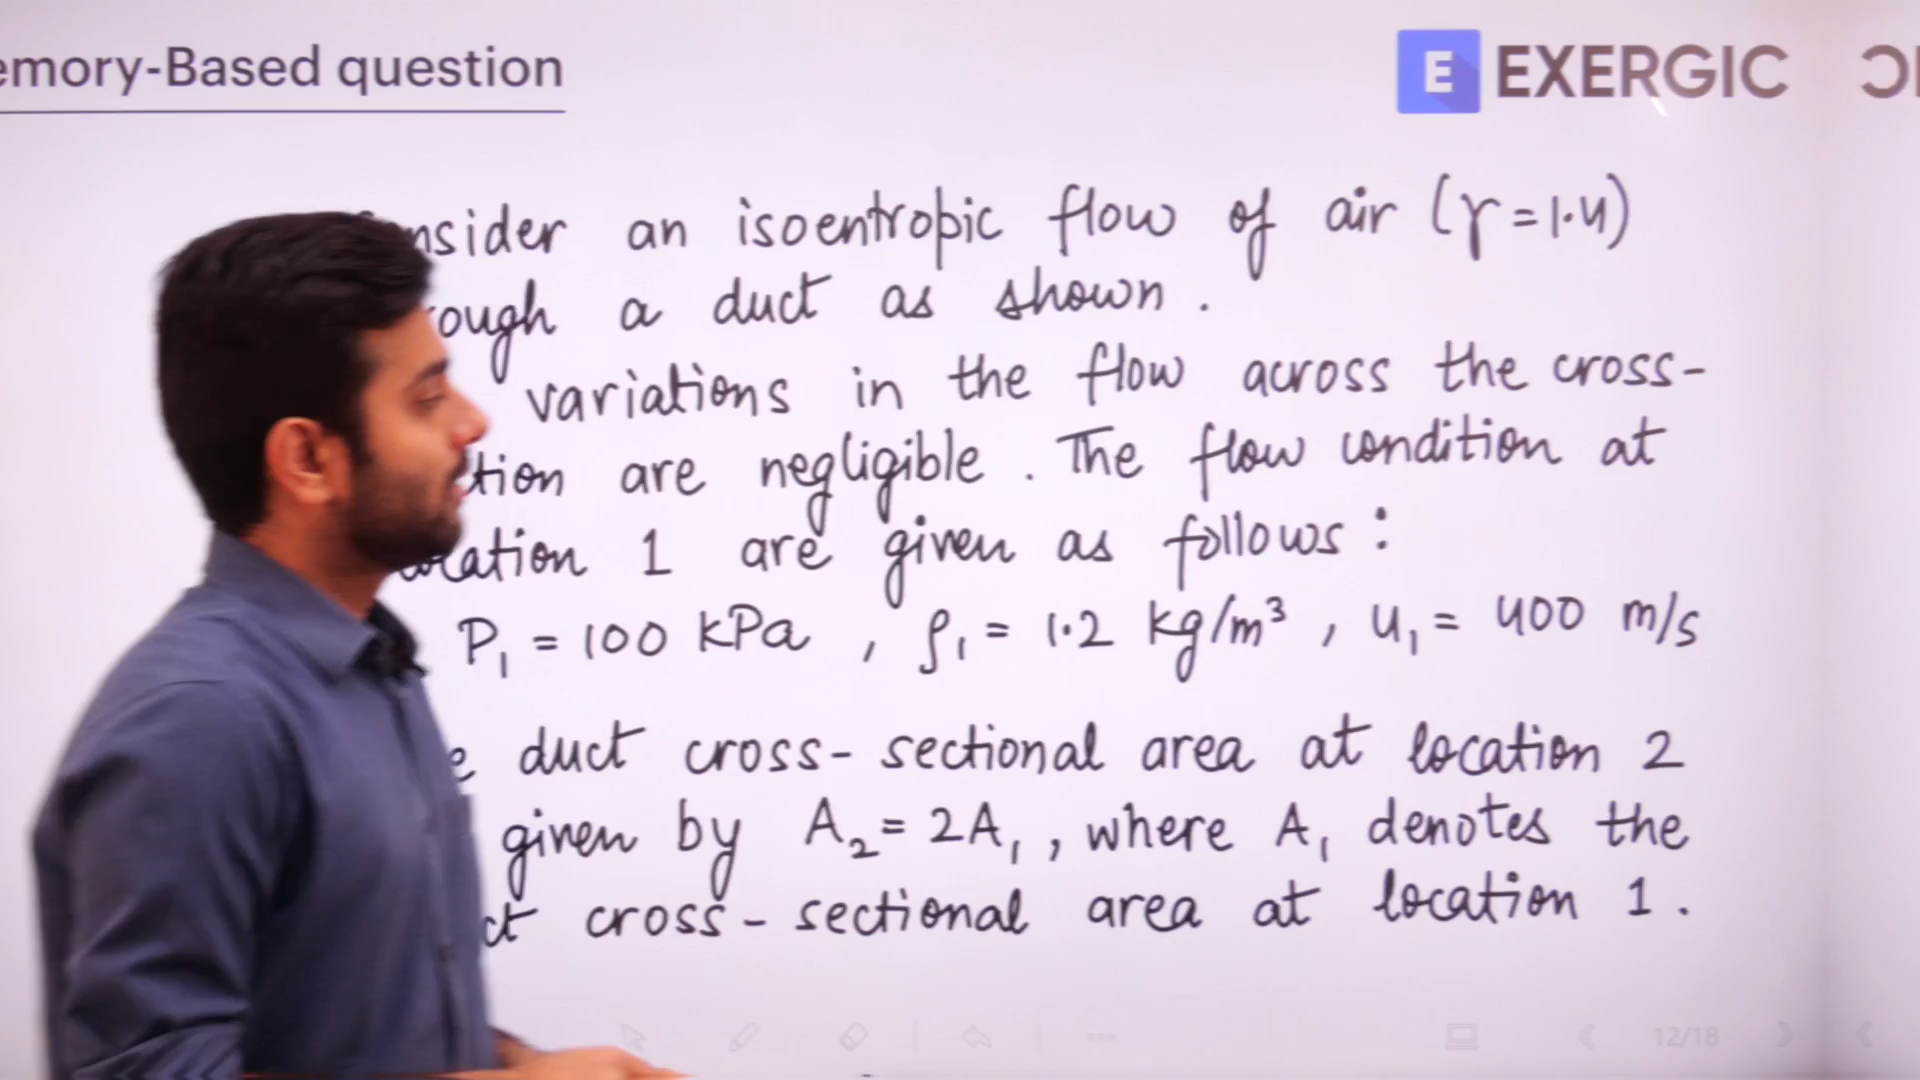 emory-Based question
E EXERGIC
nsider an isoentropic flow of air (γ=1.4)
rough a duct as shown.
variations in the flow across the cross-
tion are negligible. The flow condition at
location 1 are given as follows:
P₁ = 100 kPa, ρ₁ = 1.2 kg/m³, u₁ = 400 m/s
e duct cross-sectional area at location 2
given by A₂=2A₁, where A₁ denotes the
ct cross-sectional area at location 1.
12/18